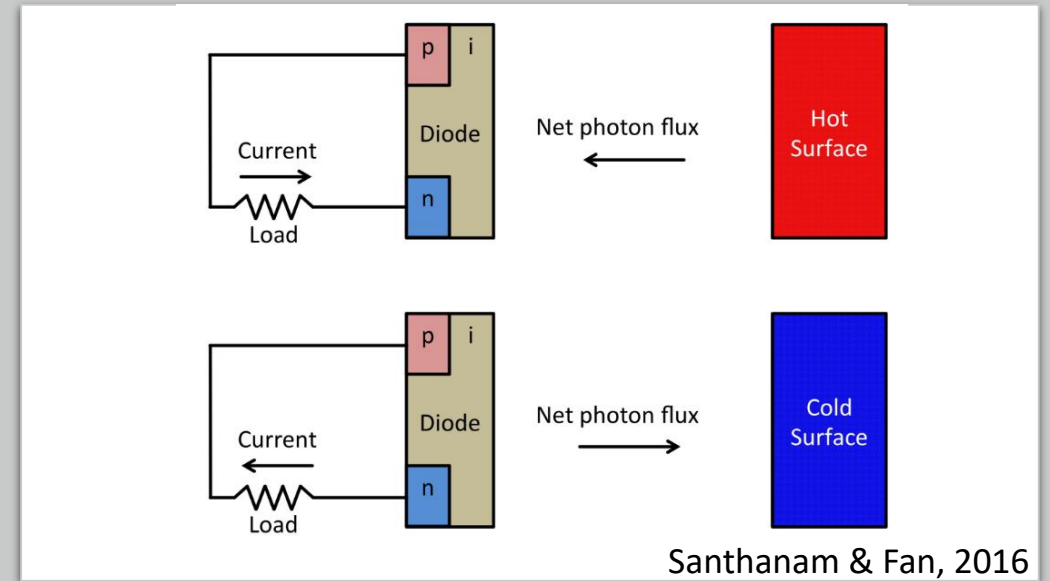 p i
Diode
n
Current
Load
Net photon flux
Hot
Surface
p i
Diode
n
Current
Load
Net photon flux
Cold
Surface
Santhanam & Fan, 2016